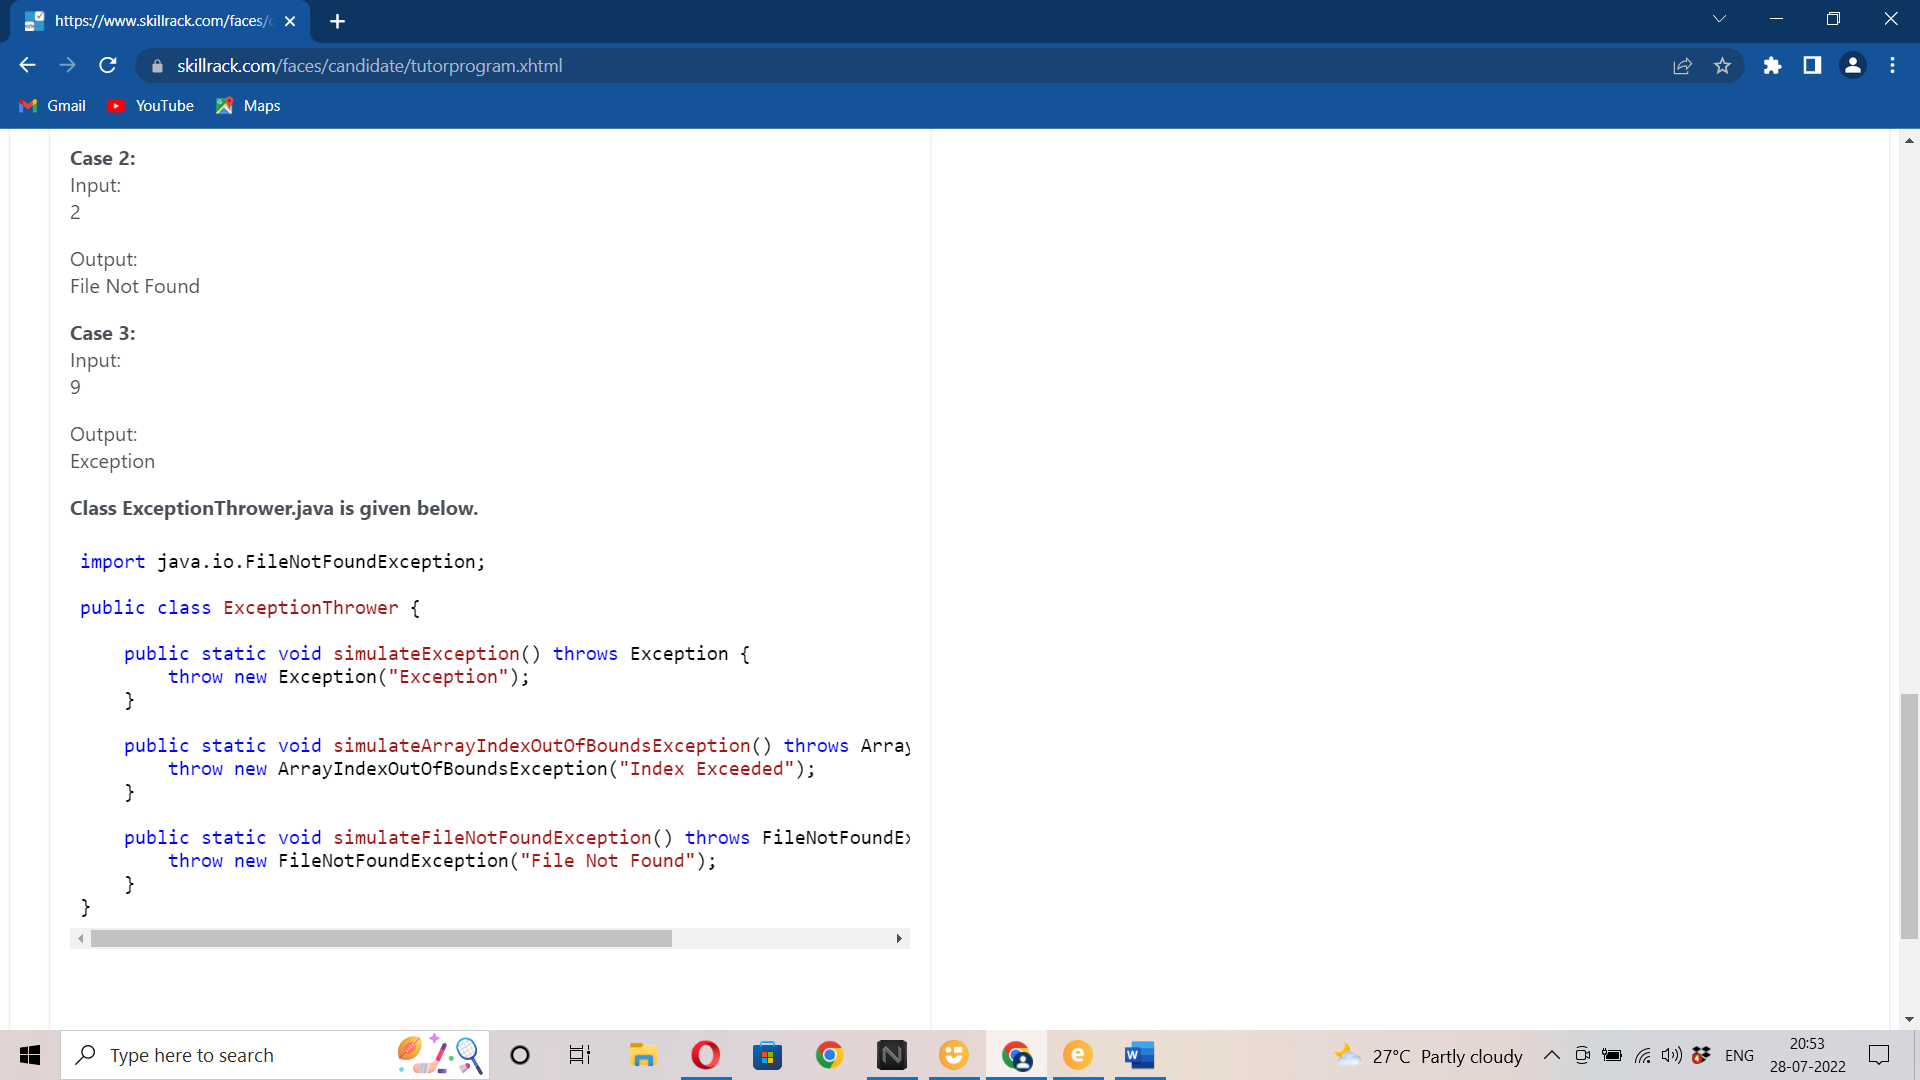 https://www.skillrack.com/faces/c
skillrack.com/faces/candidate/tutorprogram.xhtml
Gmail YouTube Maps
Case 2:
Input:
2
Output:
File Not Found
Case 3:
Input:
9
Output:
Exception
Class ExceptionThrower.java is given below.
import java.io.FileNotFoundException;
public class ExceptionThrower {
public static void simulateException() throws Exception {
throw new Exception("Exception");
}
public static void simulateArrayIndexOutOfBoundsException() throws Array
throw new ArrayIndexOutOfBoundsException("Index Exceeded");
}
public static void simulateFileNotFoundException() throws FileNotFoundEx
throw new FileNotFoundException("File Not Found");
}
}
Type here to search
27°C Partly cloudy
ENG
20:53
28-07-2022